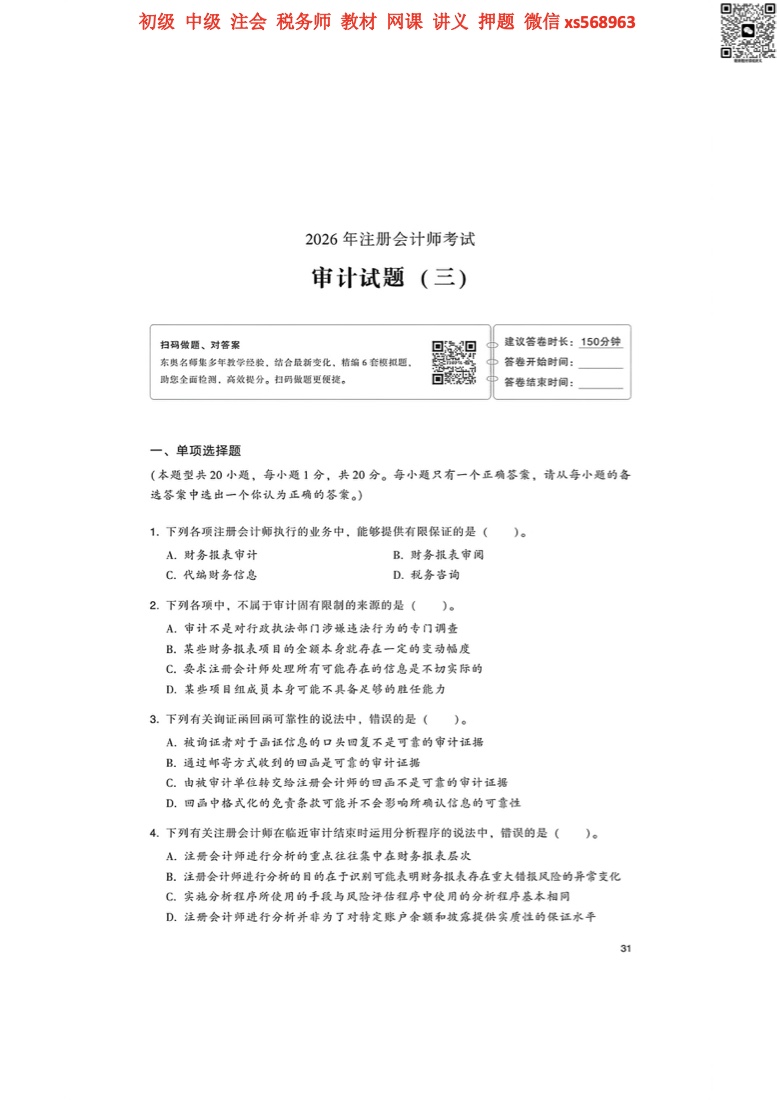 初级 中级 注会 税务师 教材 网课 讲义 押题 微信 xs568963
2026 年注册会计师考试
审计试题（三）
扫码做题、对答案
东奥名师集多年教学经验，结合最新变化，精编 6 套模拟题，
助您全面检测，高效提分。扫码做题更便捷。
建议答卷时长：150分钟
答卷开始时间：
答卷结束时间：
一、单项选择题
（本题型共 20 小题，每小题 1 分，共 20 分。每小题只有一个正确答案，请从每小题的备
选答案中选出一个你认为正确的答案。）
1. 下列各项注册会计师执行的业务中，能够提供有限保证的是（　　）。
A. 财务报表审计 B. 财务报表审阅
C. 代编财务信息 D. 税务咨询
2. 下列各项中，不属于审计固有限制的来源的是（　　）。
A. 审计不是对行政执法部门涉嫌违法行为的专门调查
B. 某些财务报表项目的金额本身就存在一定的变动幅度
C. 要求注册会计师处理所有可能存在的信息是不切实际的
D. 某些项目组成员本身可能不具备足够的胜任能力
3. 下列有关询证函回函可靠性的说法中，错误的是（　　）。
A. 被询证者对于函证信息的口头回复不是可靠的审计证据
B. 通过邮寄方式收到的回函是可靠的审计证据
C. 由被审计单位转交给注册会计师的回函不是可靠的审计证据
D. 回函中格式化的免责条款可能并不会影响所确认信息的可靠性
4. 下列有关注册会计师在临近审计结束时运用分析程序的说法中，错误的是（　　）。
A. 注册会计师进行分析的重点往往集中在财务报表层次
B. 注册会计师进行分析的目的在于识别可能表明财务报表存在重大错报风险的异常变化
C. 实施分析程序所使用的手段与风险评估程序中使用的分析程序基本相同
D. 注册会计师进行分析并非为了对特定账户余额和披露提供实质性的保证水平
31